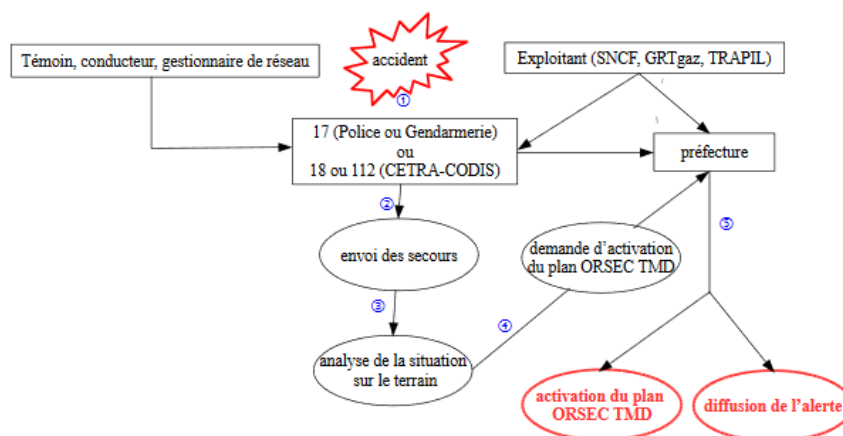 Témoin, conducteur, gestionnaire de réseau
accident
Exploitant (SNCF, GRTgaz, TRAPIL)
①
17 (Police ou Gendarmerie)
ou
18 ou 112 (CETRA-CODIS)
préfecture
②
envoi des secours
demande d'activation
du plan ORSEC TMD
⑤
③
④
analyse de la situation
sur le terrain
activation du plan
ORSEC TMD
diffusion de l'alerte